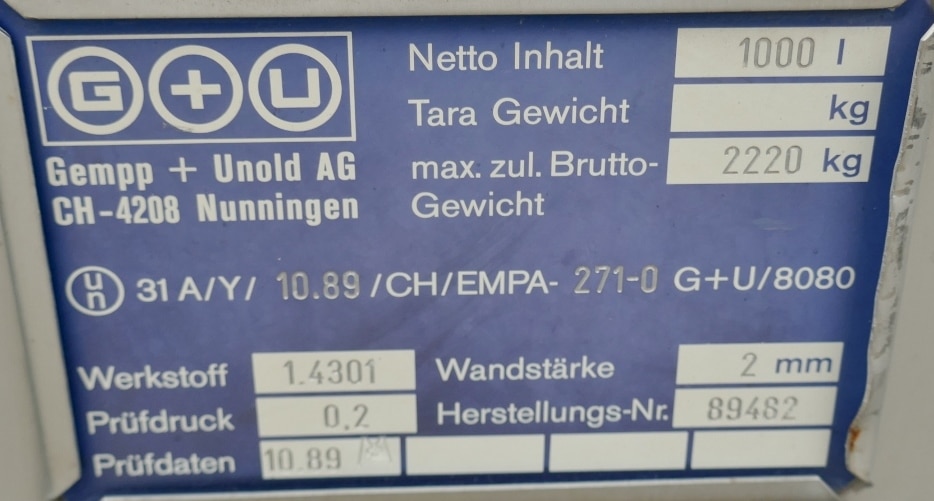 G+U
Netto Inhalt 1000 l
Tara Gewicht kg
Gempp + Unold AG
CH-4208 Nunningen
max. zul. Brutto- 2220 kg
Gewicht
un 31 A/Y/ 10.89 /CH/EMPA- 271-0 G+U/8080
Werkstoff 1.4301 Wandstärke 2 mm
Prüfdruck 0,2 Herstellungs-Nr. 89482
Prüfdaten 10.89